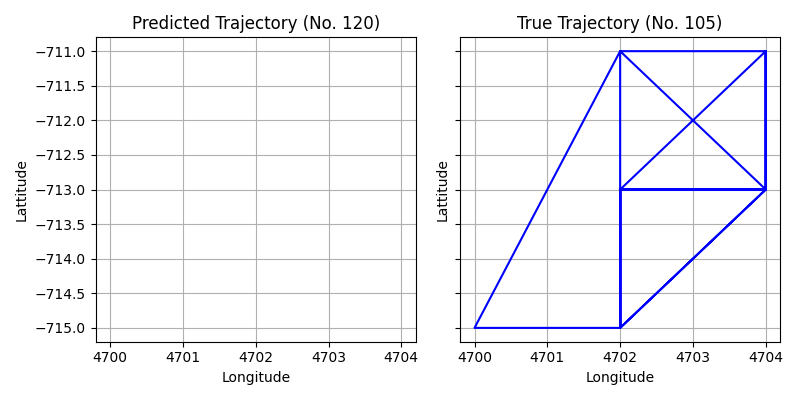 Predicted Trajectory (No. 120)
True Trajectory (No. 105)
Lattitude
−711.0
−711.5
−712.0
−712.5
−713.0
−713.5
−714.0
−714.5
−715.0
4700 4701 4702 4703 4704
Longitude
Lattitude
4700 4701 4702 4703 4704
Longitude